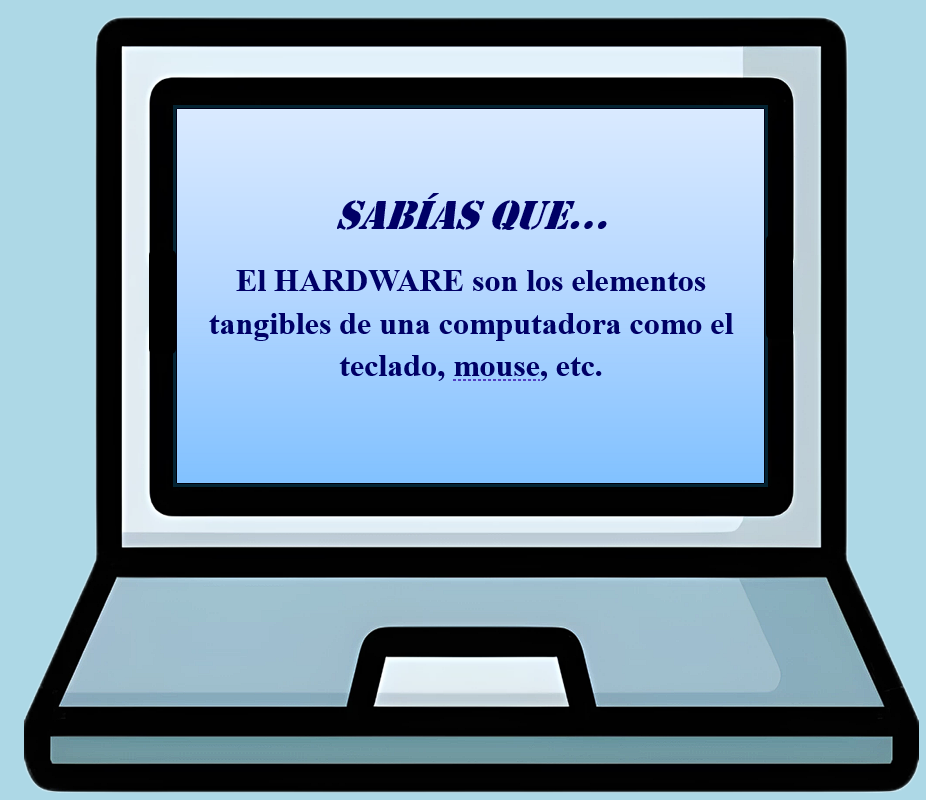 SABÍAS QUE...
El HARDWARE son los elementos
tangibles de una computadora como el
teclado, mouse, etc.